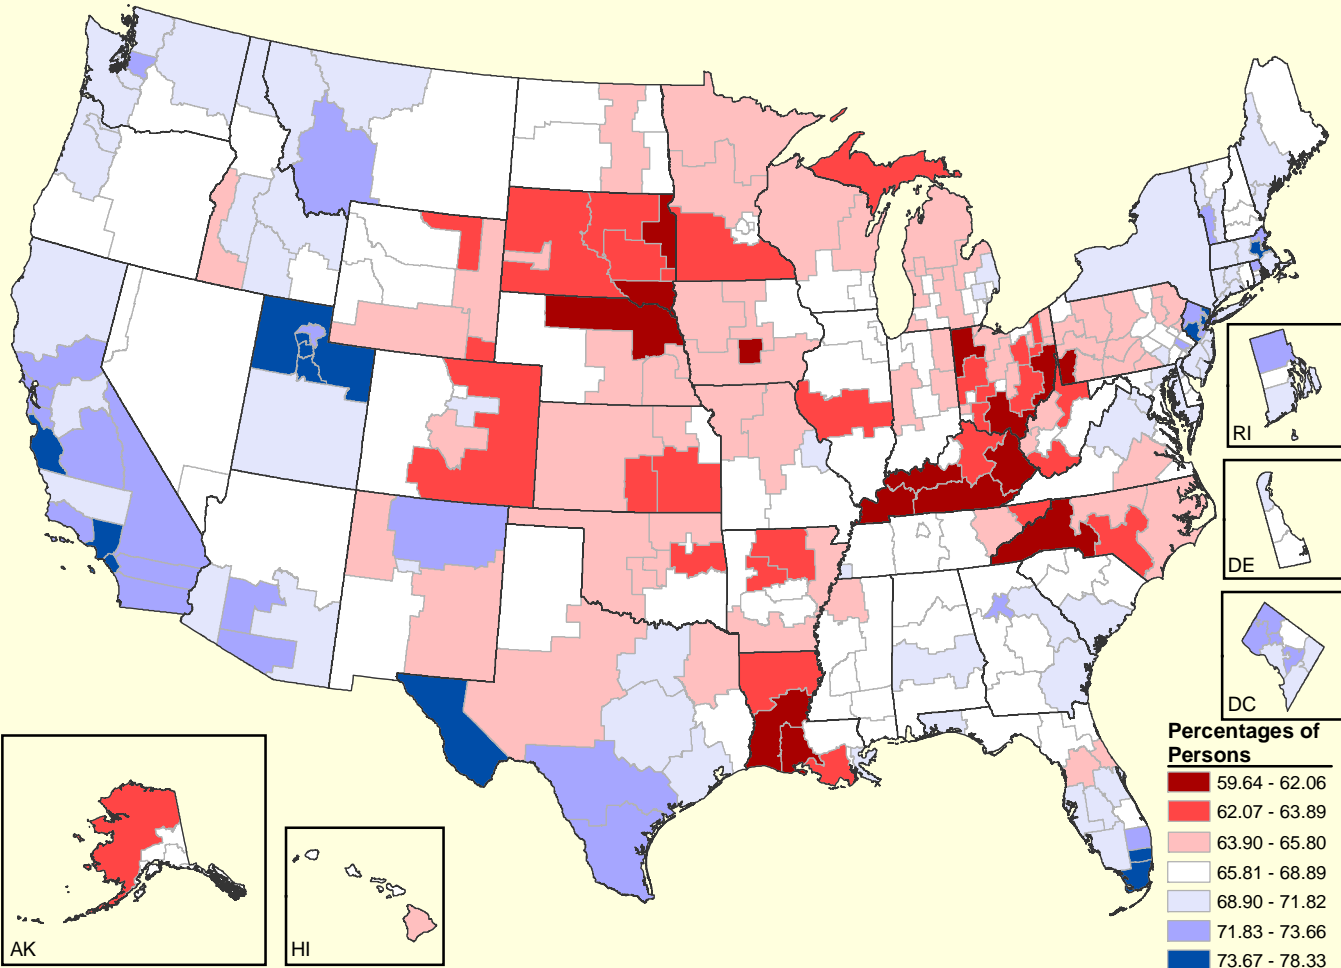 RI
DE
DC
AK
HI
Percentages of
Persons
59.64 - 62.06
62.07 - 63.89
63.90 - 65.80
65.81 - 68.89
68.90 - 71.82
71.83 - 73.66
73.67 - 78.33